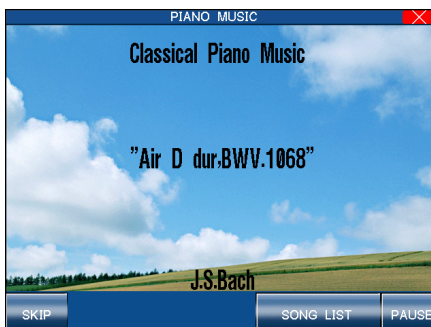 PIANO MUSIC
Classical Piano Music
"Air D dur,BWV.1068"
J.S.Bach
SKIP
SONG LIST
PAUSE